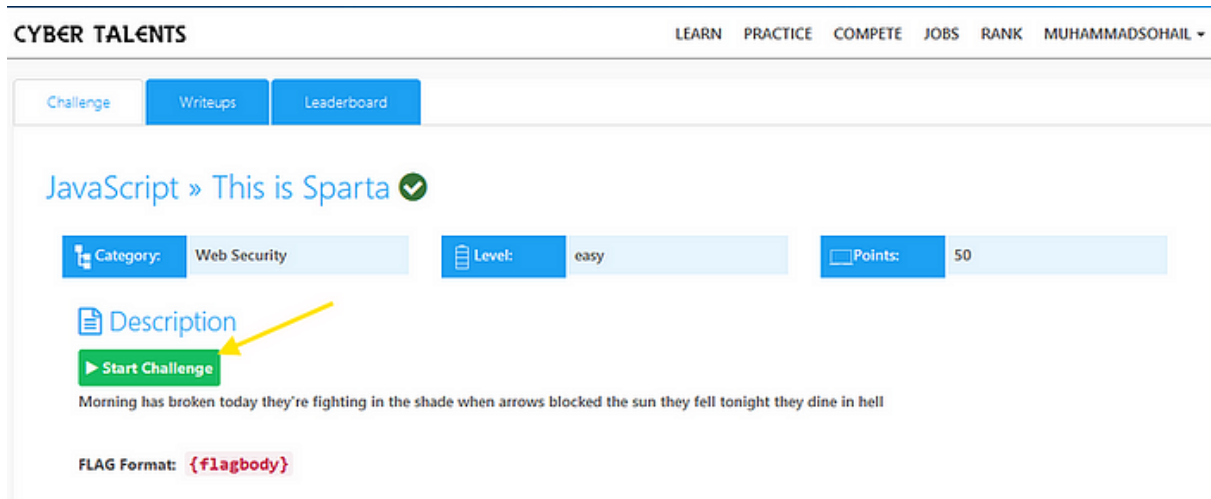 CYBER TALENTS LEARN PRACTICE COMPETE JOBS RANK MUHAMMADSOHAIL
Challenge Writeups Leaderboard
JavaScript » This is Sparta
Category: Web Security Level: easy Points: 50
Description
Start Challenge
Morning has broken today they're fighting in the shade when arrows blocked the sun they fell tonight they dine in hell
FLAG Format: {flagbody}